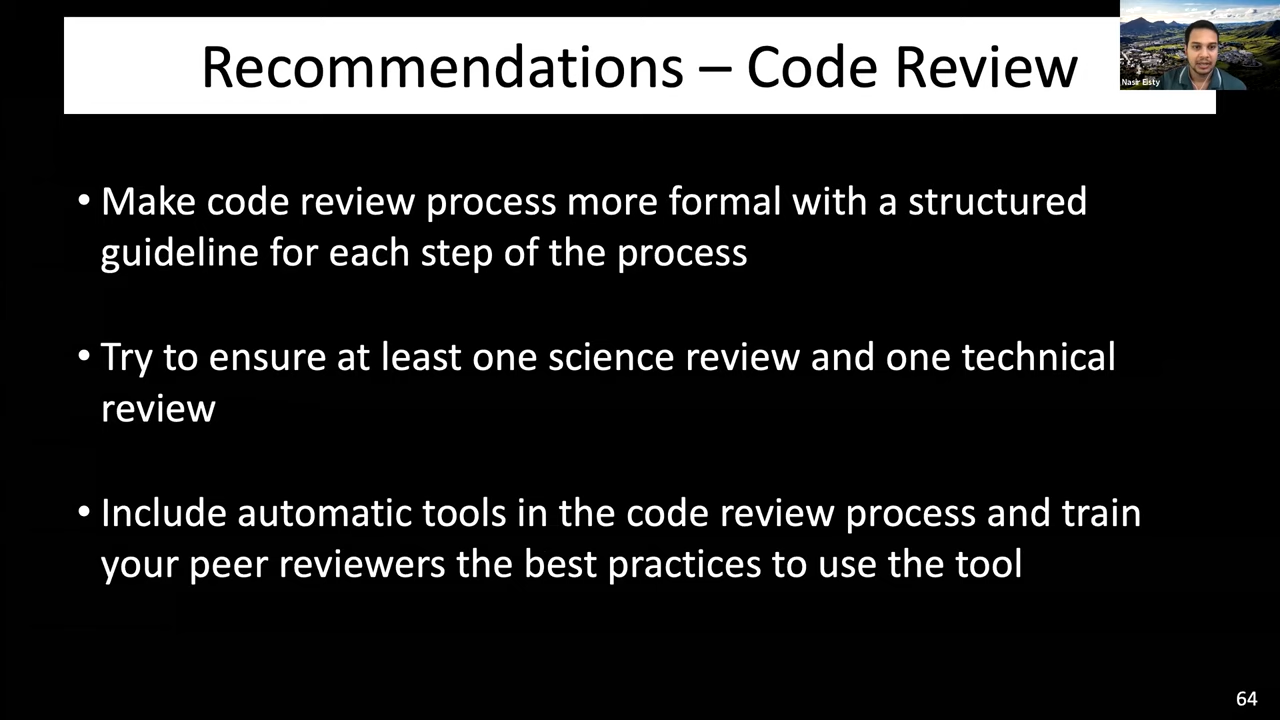 Recommendations – Code Review
Nasir Eisty
• Make code review process more formal with a structured
guideline for each step of the process
• Try to ensure at least one science review and one technical
review
• Include automatic tools in the code review process and train
your peer reviewers the best practices to use the tool
64